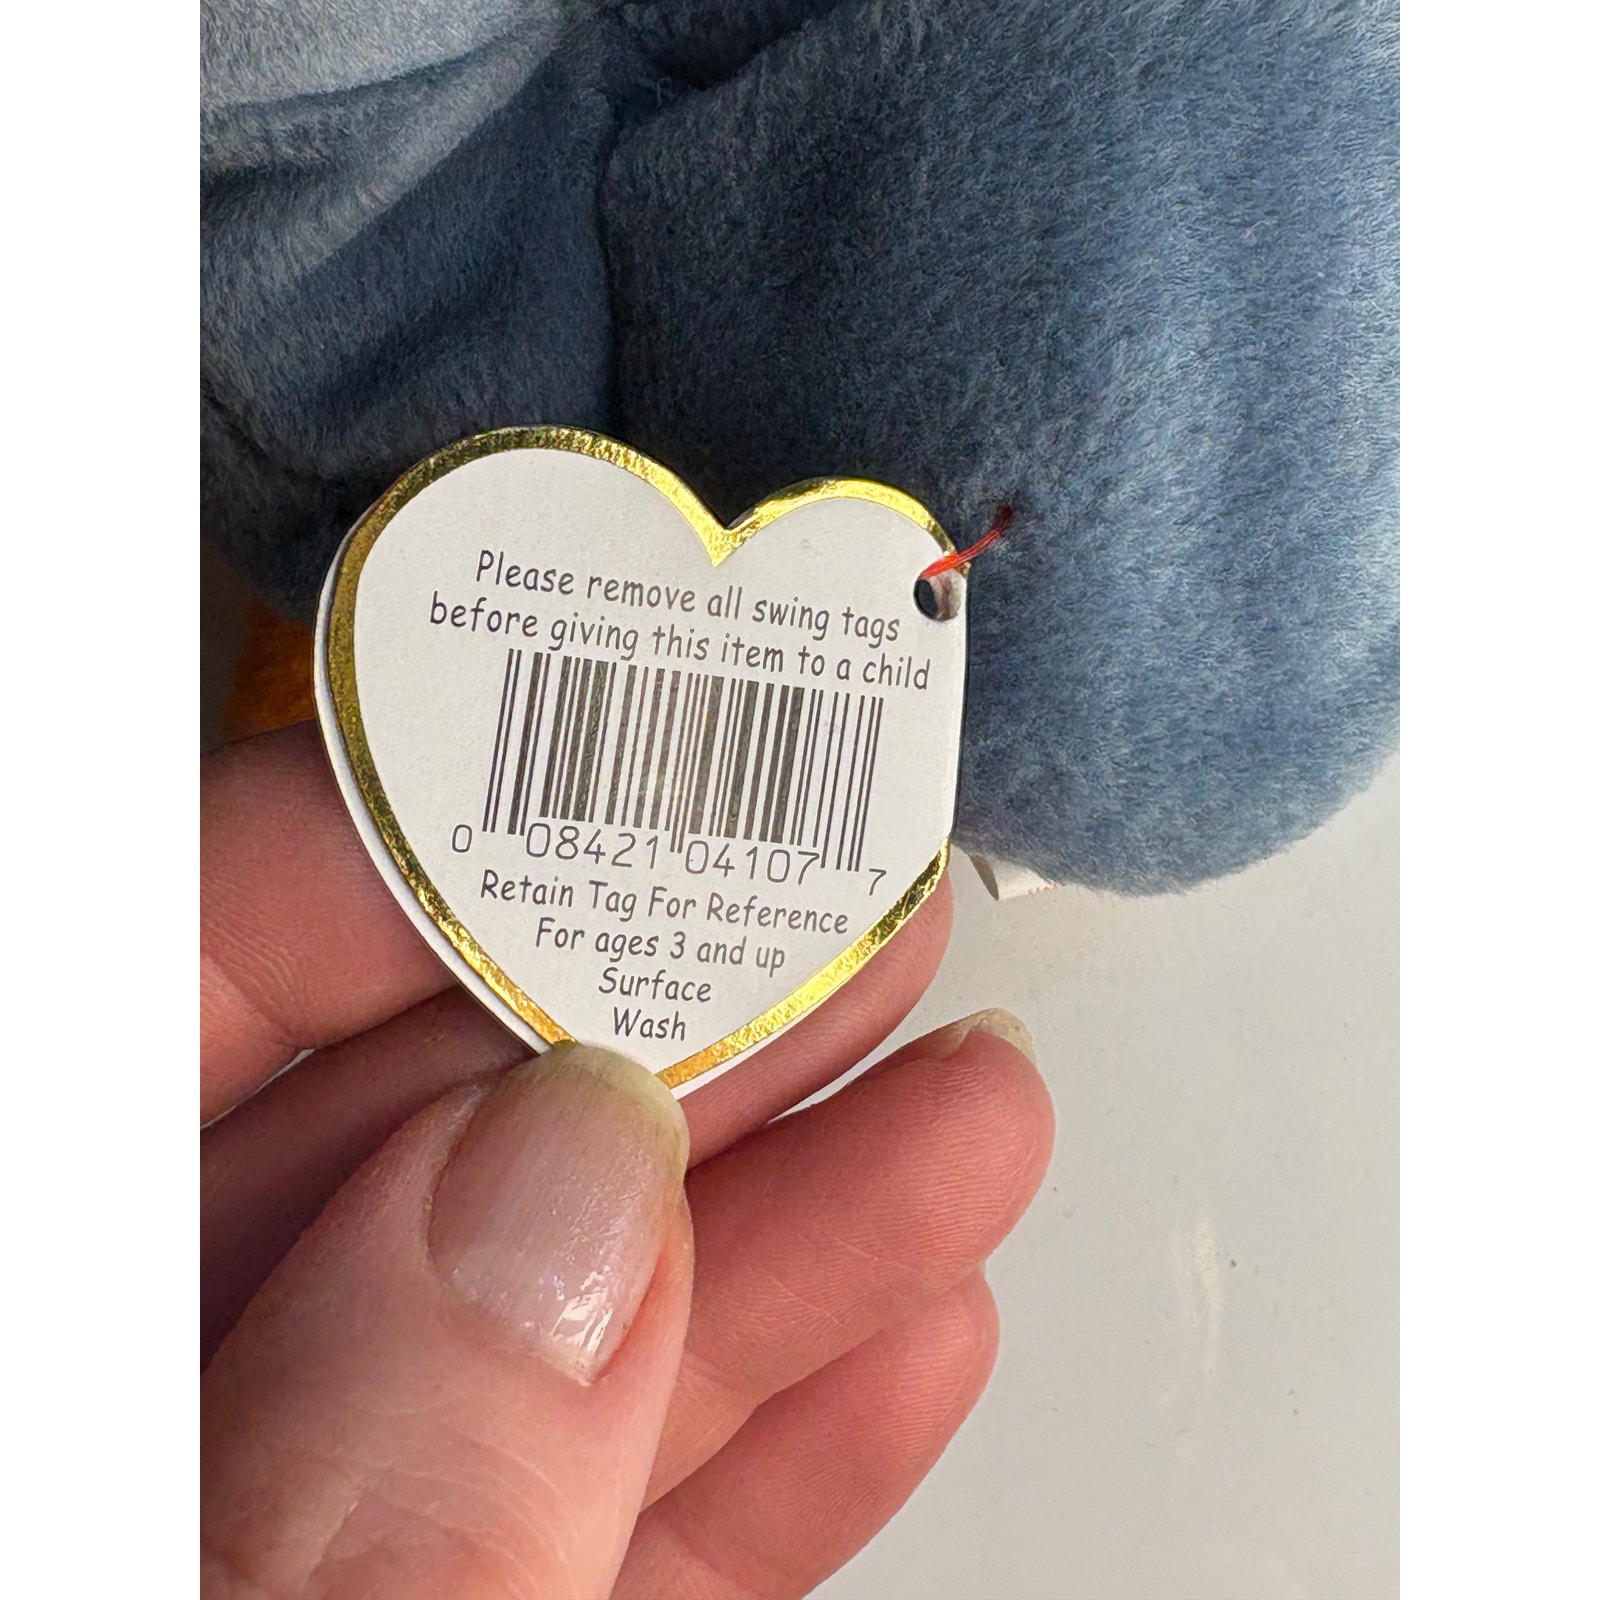 Please remove all swing tags
before giving this item to a child
0 08421 04107 7
Retain Tag For Reference
For ages 3 and up
Surface
Wash